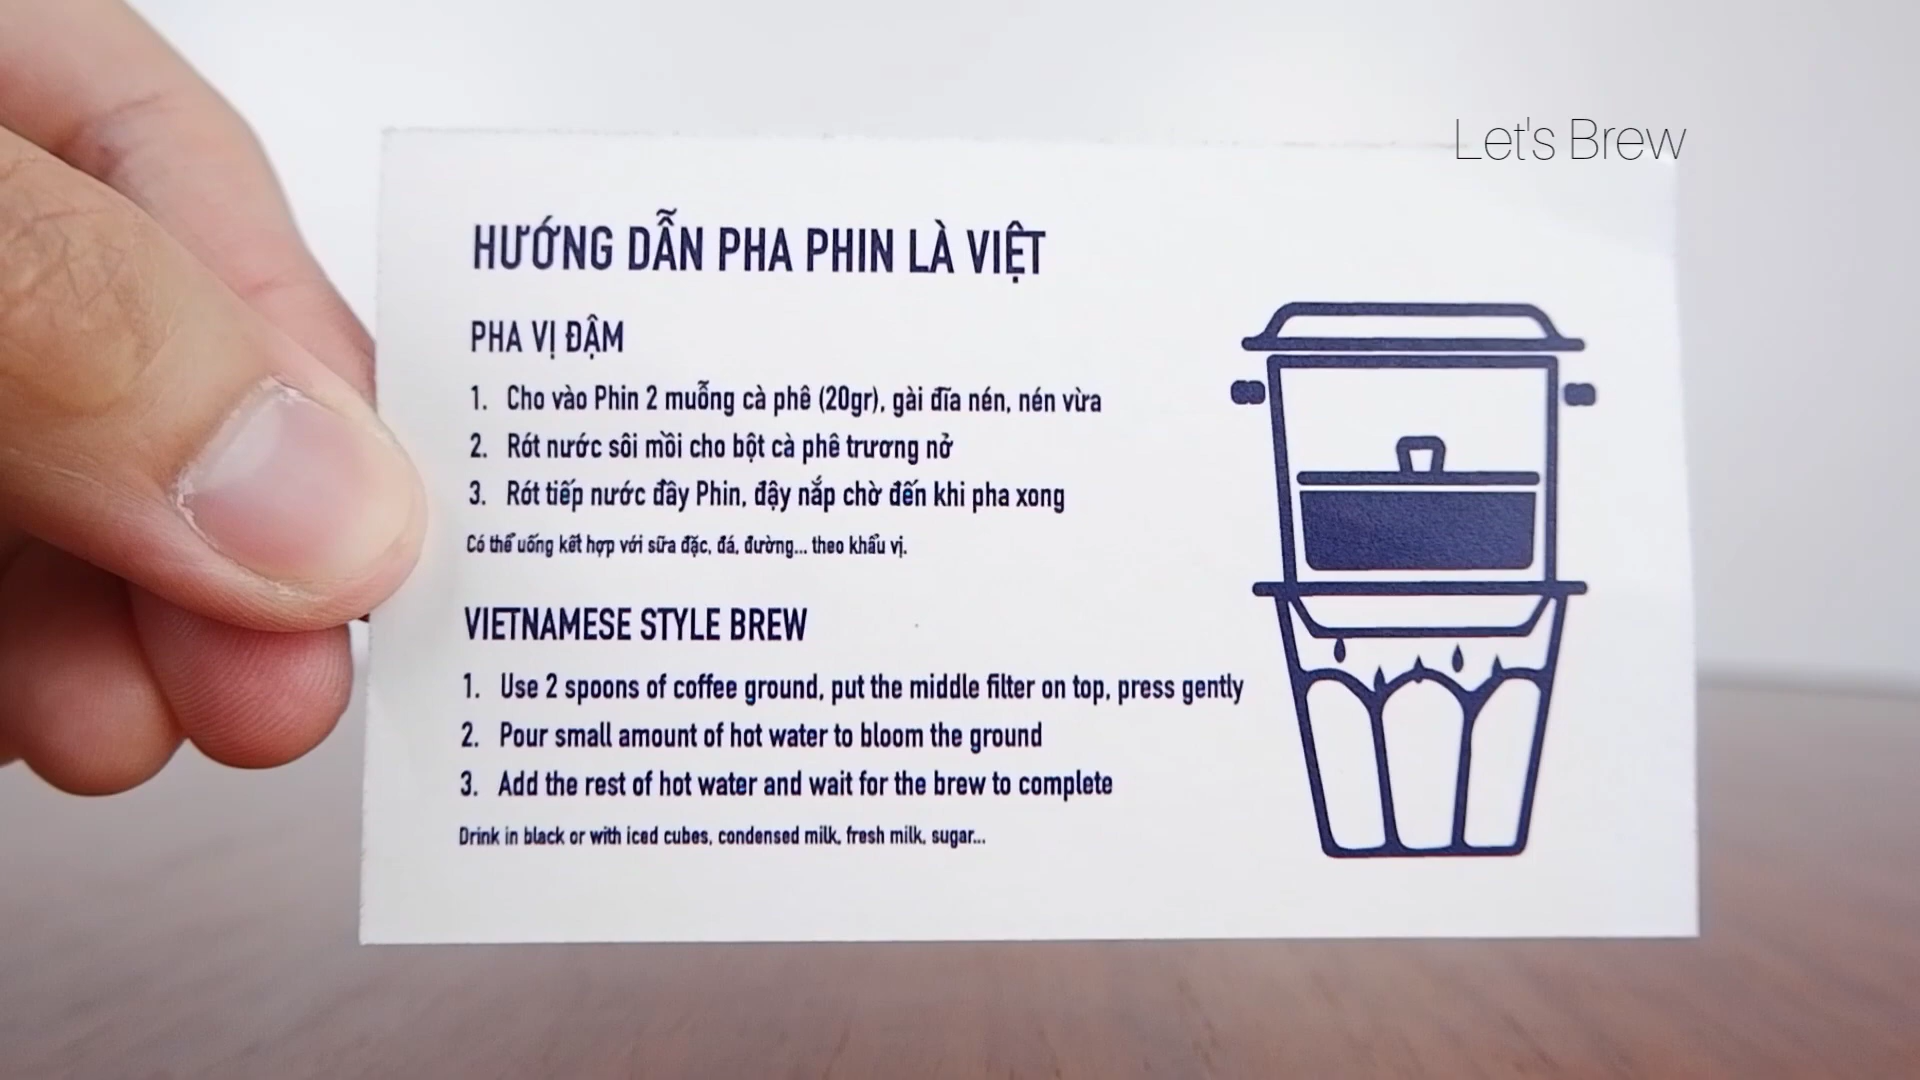 Let's Brew
HƯỚNG DẪN PHA PHIN LÀ VIỆT
PHA VỊ ĐẬM
1. Cho vào Phin 2 muỗng cà phê (20gr), gài đĩa nén, nén vừa
2. Rót nước sôi mồi cho bột cà phê trương nở
3. Rót tiếp nước đầy Phin, đậy nắp chờ đến khi pha xong
Có thể uống kết hợp với sữa đặc, đá, đường... theo khẩu vị.
VIETNAMESE STYLE BREW
1. Use 2 spoons of coffee ground, put the middle filter on top, press gently
2. Pour small amount of hot water to bloom the ground
3. Add the rest of hot water and wait for the brew to complete
Drink in black or with iced cubes, condensed milk, fresh milk, sugar...